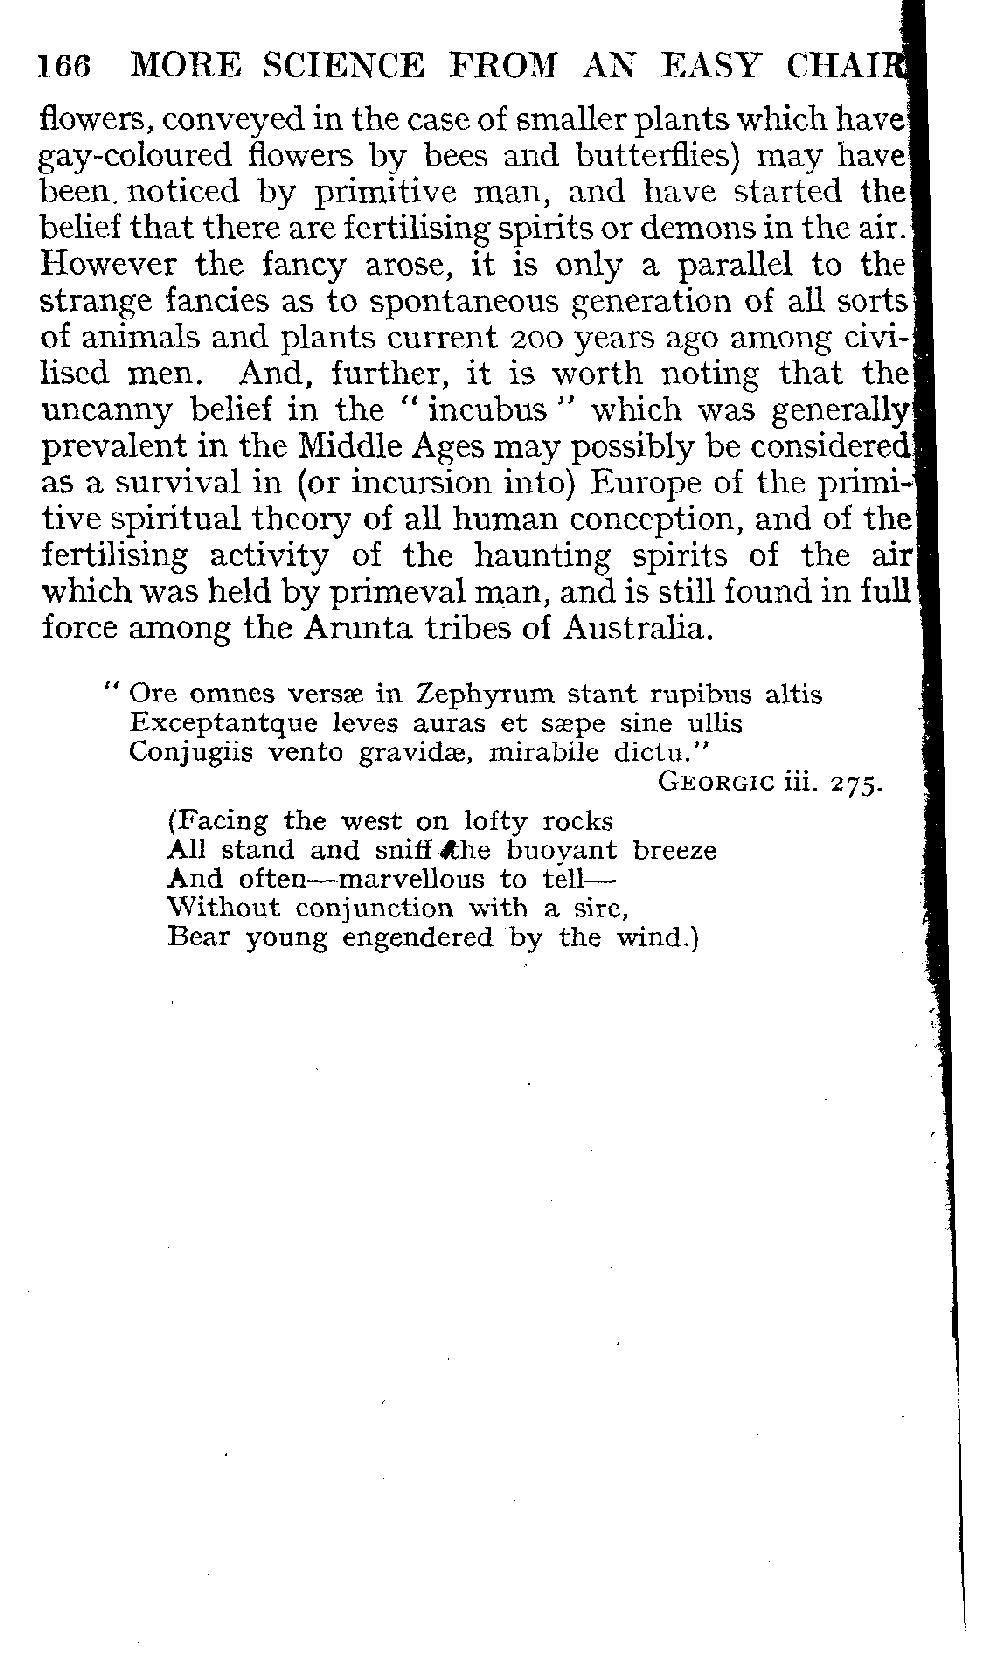 166 MORE SCIENCE FROM AN EASY CHAIR
flowers, conveyed in the case of smaller plants which have
gay-coloured flowers by bees and butterflies) may have
been noticed by primitive man, and have started the
belief that there are fertilising spirits or demons in the air.
However the fancy arose, it is only a parallel to the
strange fancies as to spontaneous generation of all sorts
of animals and plants current 200 years ago among civi-
lised men. And, further, it is worth noting that the
uncanny belief in the "incubus" which was generally
prevalent in the Middle Ages may possibly be considered
as a survival in (or incursion into) Europe of the primi-
tive spiritual theory of all human conception, and of the
fertilising activity of the haunting spirits of the air
which was held by primeval man, and is still found in full
force among the Arunta tribes of Australia.
"Ore omnes versæ in Zephyrum stant rupibus altis
Exceptantque leves auras et sæpe sine ullis
Conjugiis vento gravidæ, mirabile dictu."
GEORGIC iii. 275.
(Facing the west on lofty rocks
All stand and sniff the buoyant breeze
And often—marvellous to tell—
Without conjunction with a sire,
Bear young engendered by the wind.)